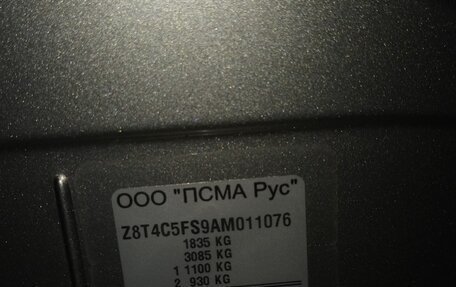 ООО "ПСМА Рус"
Z8T4C5FS9AM011076
1835 KG
3085 KG
1 1100 KG
2 930 KG